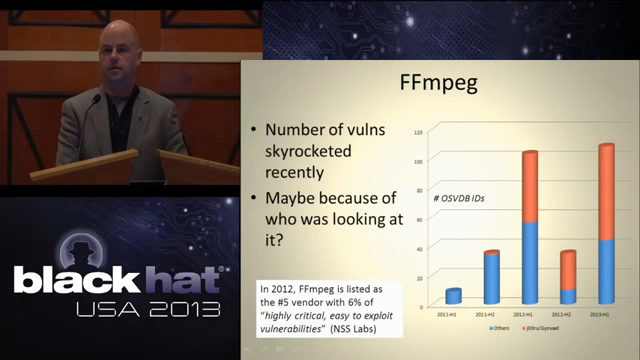 FFmpeg
• Number of vulns
skyrocketed
recently
• Maybe because of
who was looking at
it?
In 2012, FFmpeg is listed as
the #5 vendor with 6% of
"highly critical, easy to exploit
vulnerabilities" (NSS Labs)
# OSVDB IDs
120
100
80
60
40
20
0
2011-H1 2011-H2 2012-H1 2012-H2 2013-H1
Others j00ru/Gynvael
black hat
USA 2013